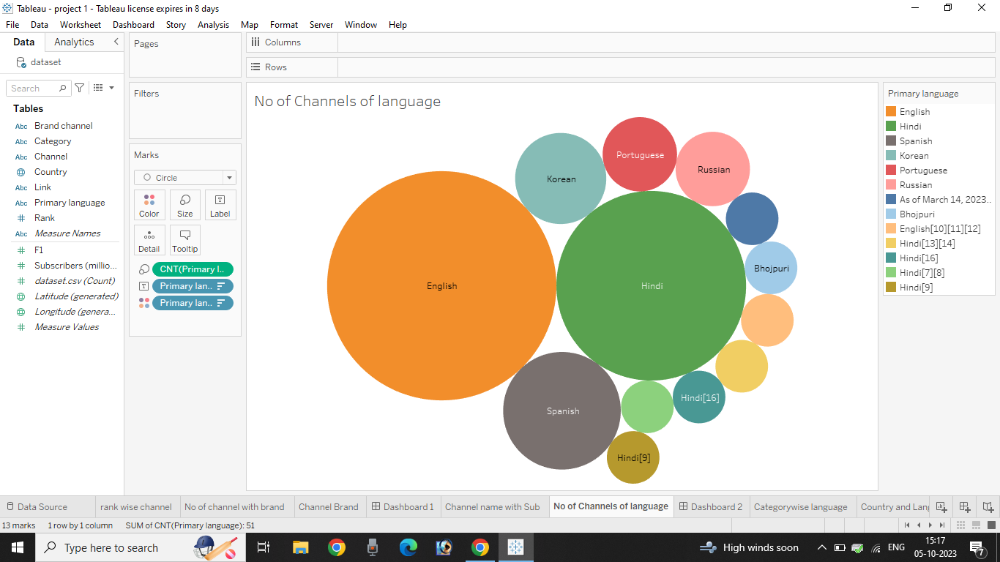 Tableau - project 1 - Tableau license expires in 8 days
File Data Worksheet Dashboard Story Analysis Map Format Server Window Help
Data Analytics
dataset
Search
Tables
Abc Brand channel
Abc Category
Abc Channel
Country
Abc Link
Abc Primary language
# Rank
Abc Measure Names
# F1
# Subscribers (millio...
# dataset.csv (Count)
Latitude (generated)
Longitude (genera...
# Measure Values
Pages
Filters
Marks
Circle
Color Size Label
Detail Tooltip
CNT(Primary l..
Primary lan..
Primary lan..
Columns
Rows
No of Channels of language
Portuguese
Russian
Korean
Bhojpuri
English
Hindi
Hindi[16]
Spanish
Hindi[9]
Primary language
English
Hindi
Spanish
Korean
Portuguese
Russian
As of March 14, 2023..
Bhojpuri
English[10][11][12]
Hindi[13][14]
Hindi[16]
Hindi[7][8]
Hindi[9]
Data Source rank wise channel No of channel with brand Channel Brand Dashboard 1 Channel name with Sub No of Channels of language Dashboard 2 Categorywise language Country and Lang
13 marks 1 row by 1 column SUM of CNT(Primary language): 51
Type here to search
High winds soon
ENG
15:17
05-10-2023
7